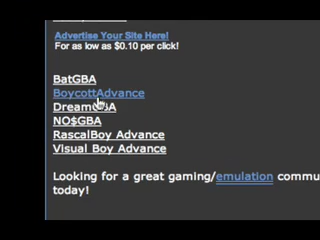 Advertise Your Site Here!
For as low as $0.10 per click!
BatGBA
BoycottAdvance
NO$GBA
RascalBoy Advance
Visual Boy Advance
Looking for a great gaming/emulation
today!